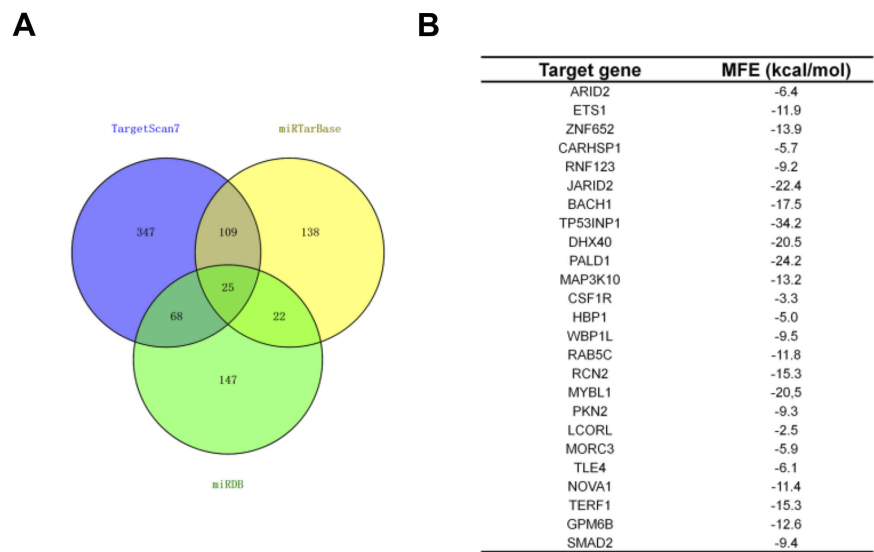 A
B
TargetScan7
miRTarBase
347
109
138
25
68
22
147
miRDB
Target gene MFE (kcal/mol)
ARID2 -6.4
ETS1 -11.9
ZNF652 -13.9
CARHSP1 -5.7
RNF123 -9.2
JARID2 -22.4
BACH1 -17.5
TP53INP1 -34.2
DHX40 -20.5
PALD1 -24.2
MAP3K10 -13.2
CSF1R -3.3
HBP1 -5.0
WBP1L -9.5
RAB5C -11.8
RCN2 -15.3
MYBL1 -20,5
PKN2 -9.3
LCORL -2.5
MORC3 -5.9
TLE4 -6.1
NOVA1 -11.4
TERF1 -15.3
GPM6B -12.6
SMAD2 -9.4